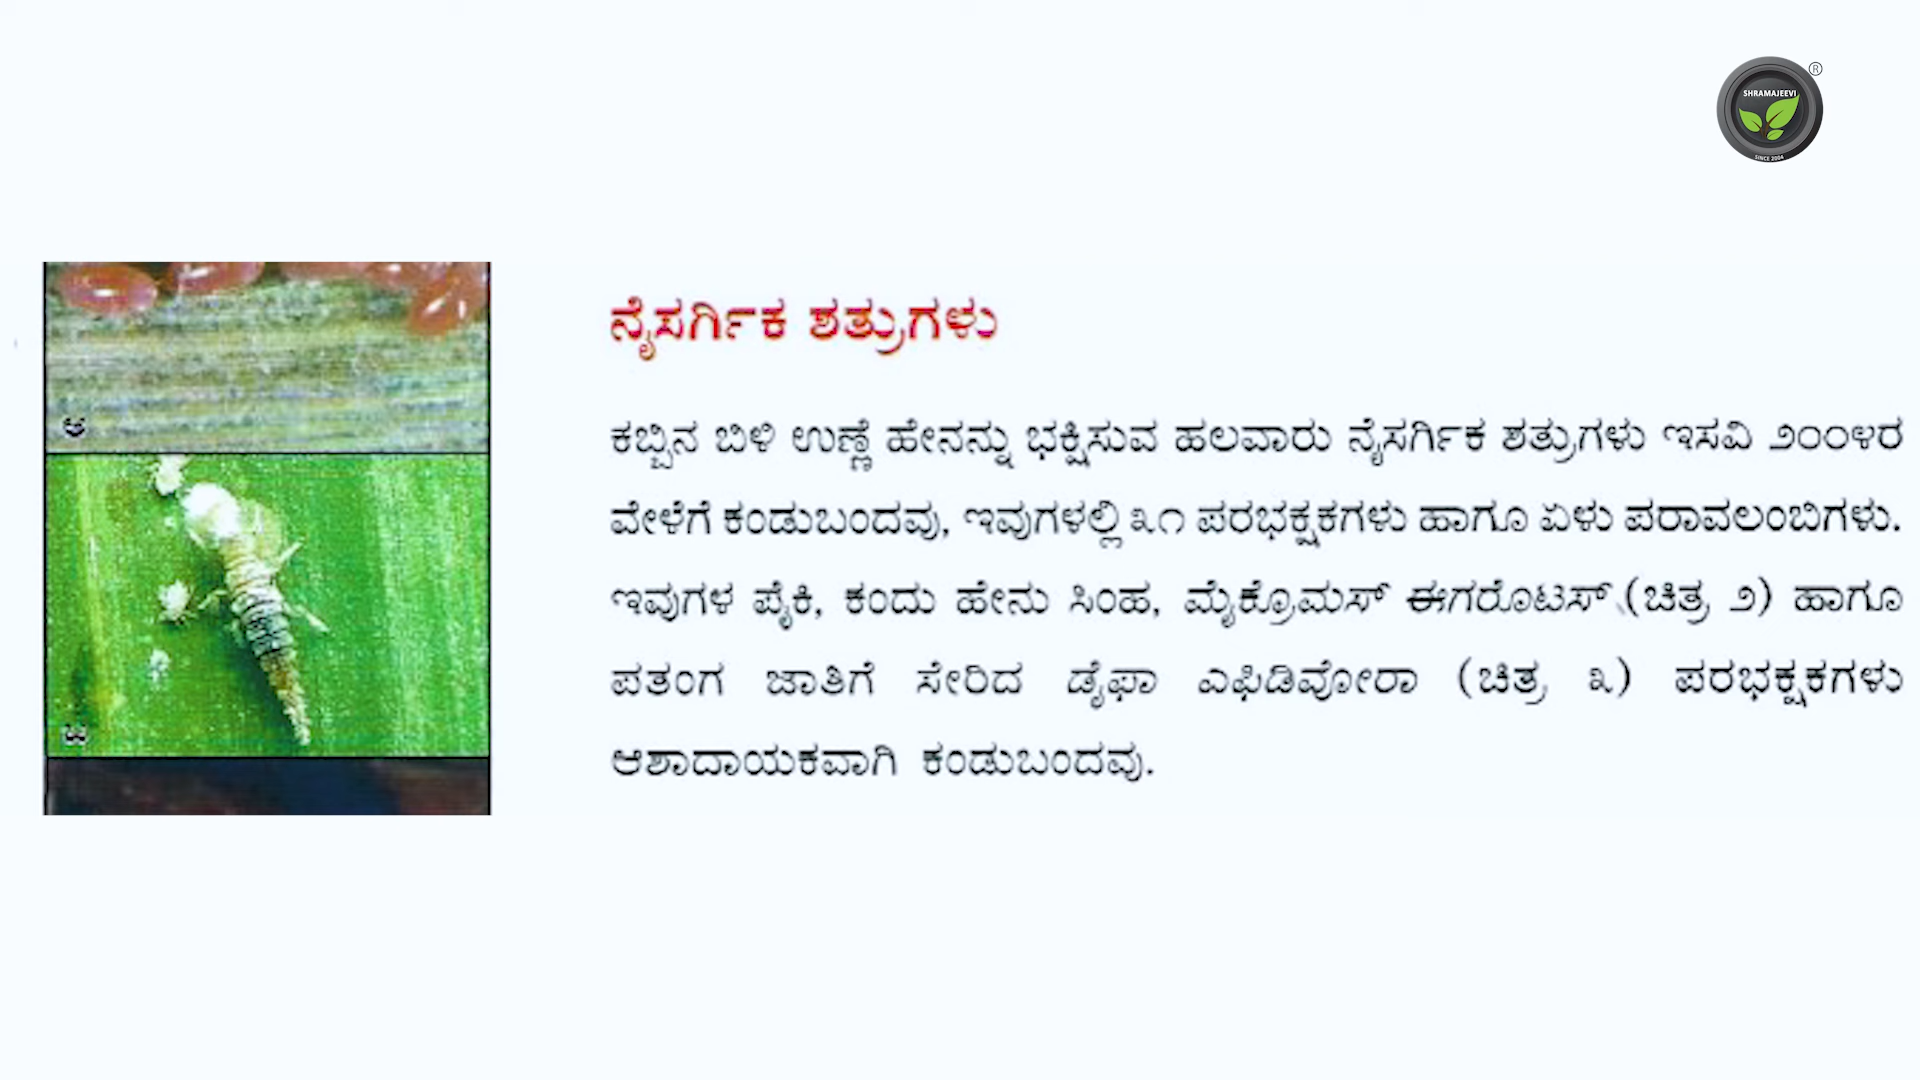 SHRAMAJEEVI
®
SINCE 2004
ನೈಸರ್ಗಿಕ ಶತ್ರುಗಳು
ಕಬ್ಬಿನ ಬಿಳಿ ಉಣ್ಣೆ ಹೇನನ್ನು ಭಕ್ಷಿಸುವ ಹಲವಾರು ನೈಸರ್ಗಿಕ ಶತ್ರುಗಳು ಇಸವಿ ೨೦೦೪ರ
ವೇಳೆಗೆ ಕಂಡುಬಂದವು, ಇವುಗಳಲ್ಲಿ ೩೧ ಪರಭಕ್ಷಕಗಳು ಹಾಗೂ ಏಳು ಪರಾವಲಂಬಿಗಳು.
ಇವುಗಳ ಪೈಕಿ, ಕಂದು ಹೇನು ಸಿಂಹ, ಮೈಕ್ರೊಮಸ್ ಈಗರೊಟಸ್ (ಚಿತ್ರ ೨) ಹಾಗೂ
ಪತಂಗ ಜಾತಿಗೆ ಸೇರಿದ ಡೈಫಾ ಎಫಿಡಿವೋರಾ (ಚಿತ್ರ ೩) ಪರಭಕ್ಷಕಗಳು
ಆಶಾದಾಯಕವಾಗಿ ಕಂಡುಬಂದವು.